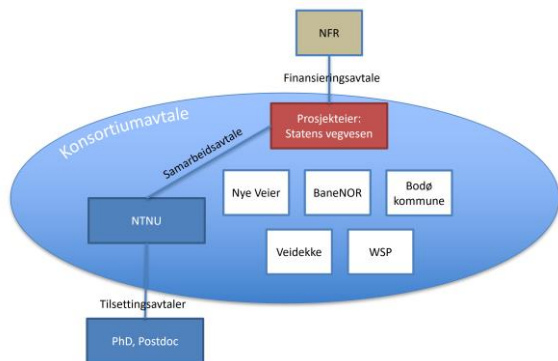 NFR
Finansieringsavtale
Konsortiumavtale
Prosjekteier:
Statens vegvesen
Samarbeidsavtale
Nye Veier
BaneNOR
Bodø
kommune
NTNU
Veidekke
WSP
Tilsettingsavtaler
PhD, Postdoc